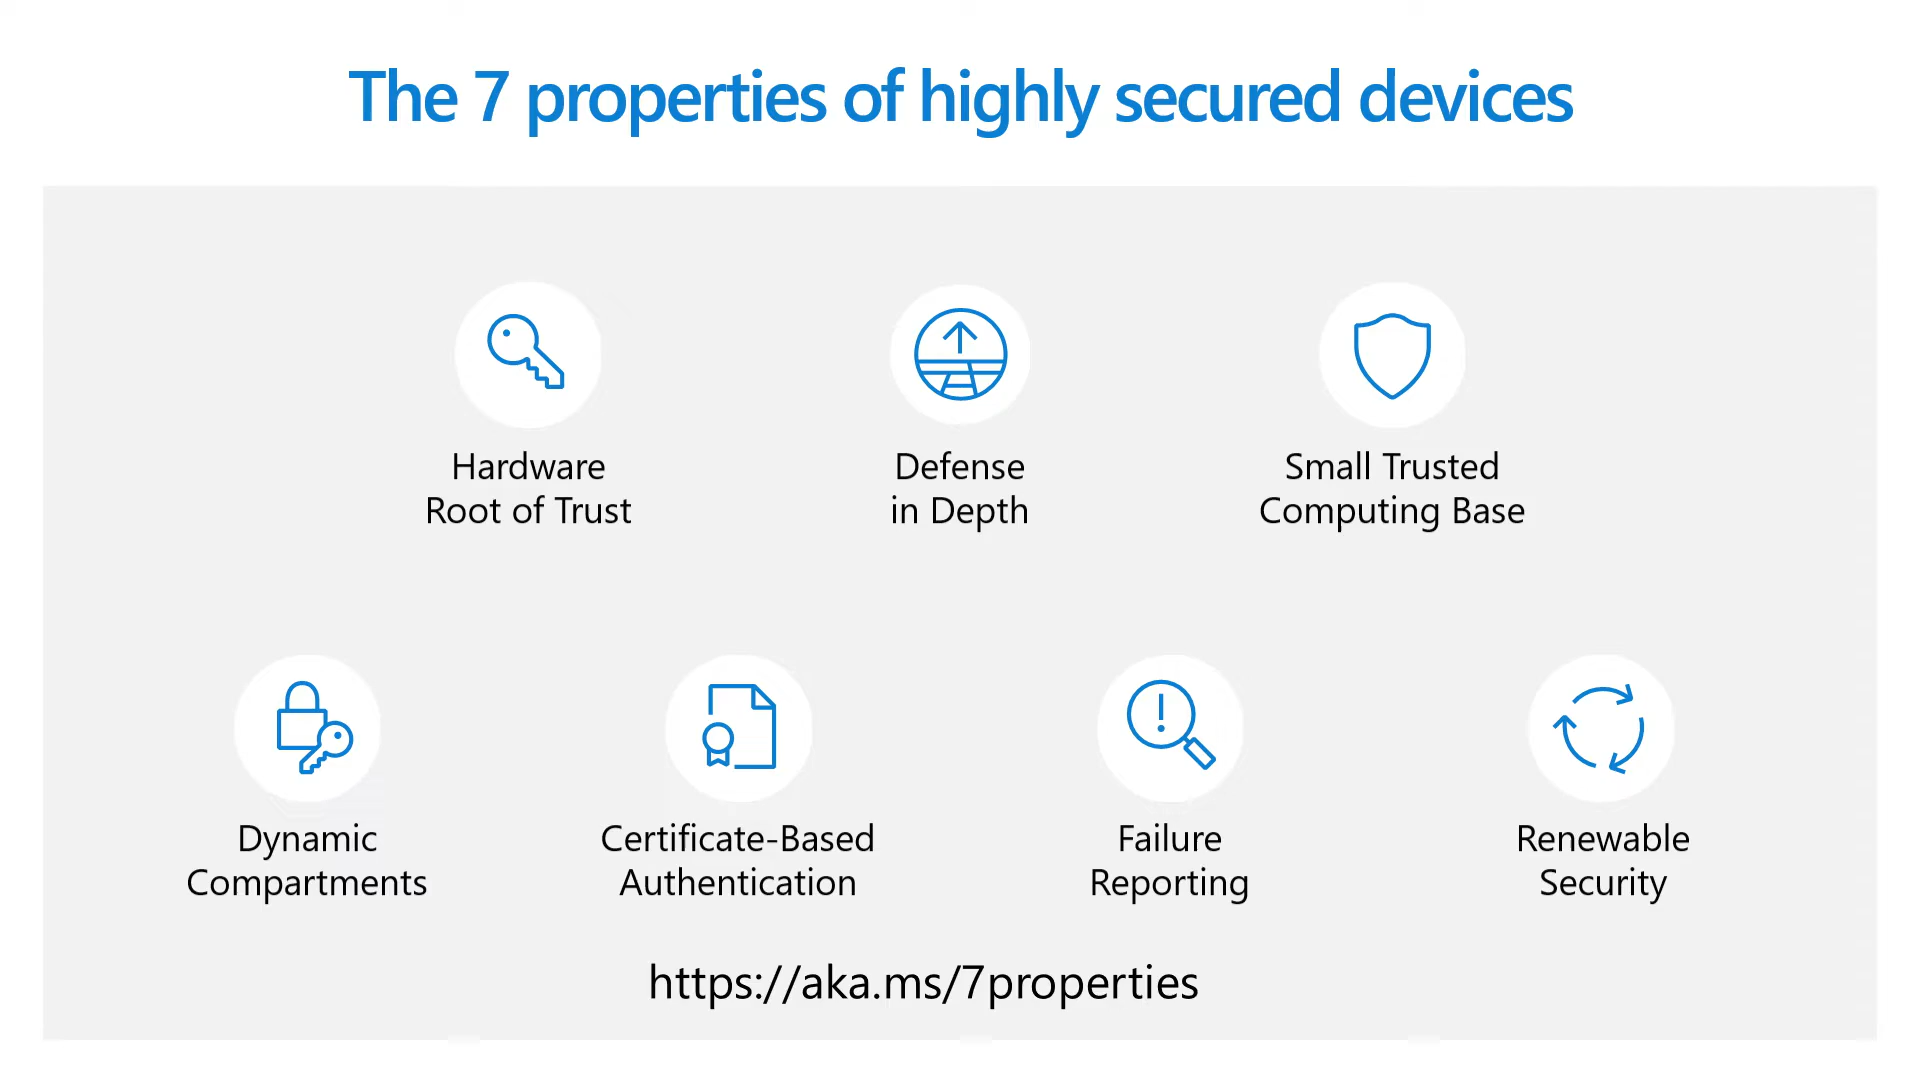 The 7 properties of highly secured devices
Hardware
Root of Trust
Defense
in Depth
Small Trusted
Computing Base
Dynamic
Compartments
Certificate-Based
Authentication
Failure
Reporting
Renewable
Security
https://aka.ms/7properties